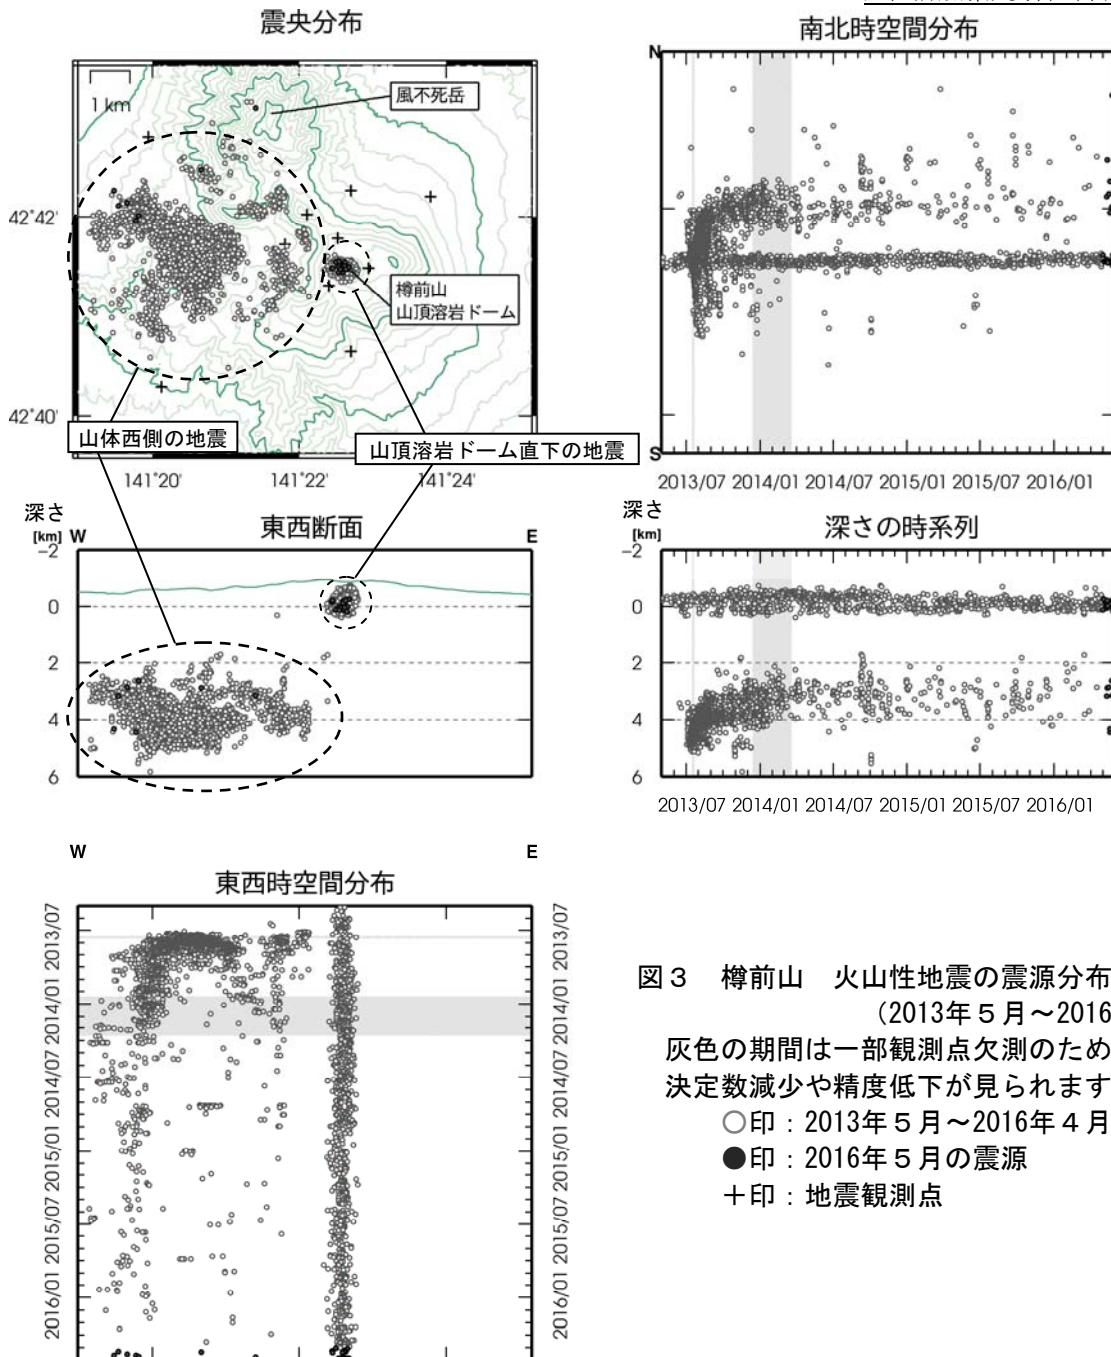 震央分布
南北時空間分布
1 km
風不死岳
42°42'
樽前山
山頂溶岩ドーム
42°40'
山体西側の地震
山頂溶岩ドーム直下の地震
141°20'
141°22'
141°24'
N
S
2013/07 2014/01 2014/07 2015/01 2015/07 2016/01
深さ
[km] W
東西断面
E
-2
0
2
4
6
深さ
[km]
深さの時系列
-2
0
2
4
6
2013/07 2014/01 2014/07 2015/01 2015/07 2016/01
W
E
東西時空間分布
2016/01 2015/07 2015/01 2014/07 2014/01 2013/07
2016/01 2015/07 2015/01 2014/07 2014/01 2013/07
図3 樽前山 火山性地震の震源分布
（2013年5月～2016
灰色の期間は一部観測点欠測のため
決定数減少や精度低下が見られます
○印：2013年5月～2016年4月
●印：2016年5月の震源
＋印：地震観測点